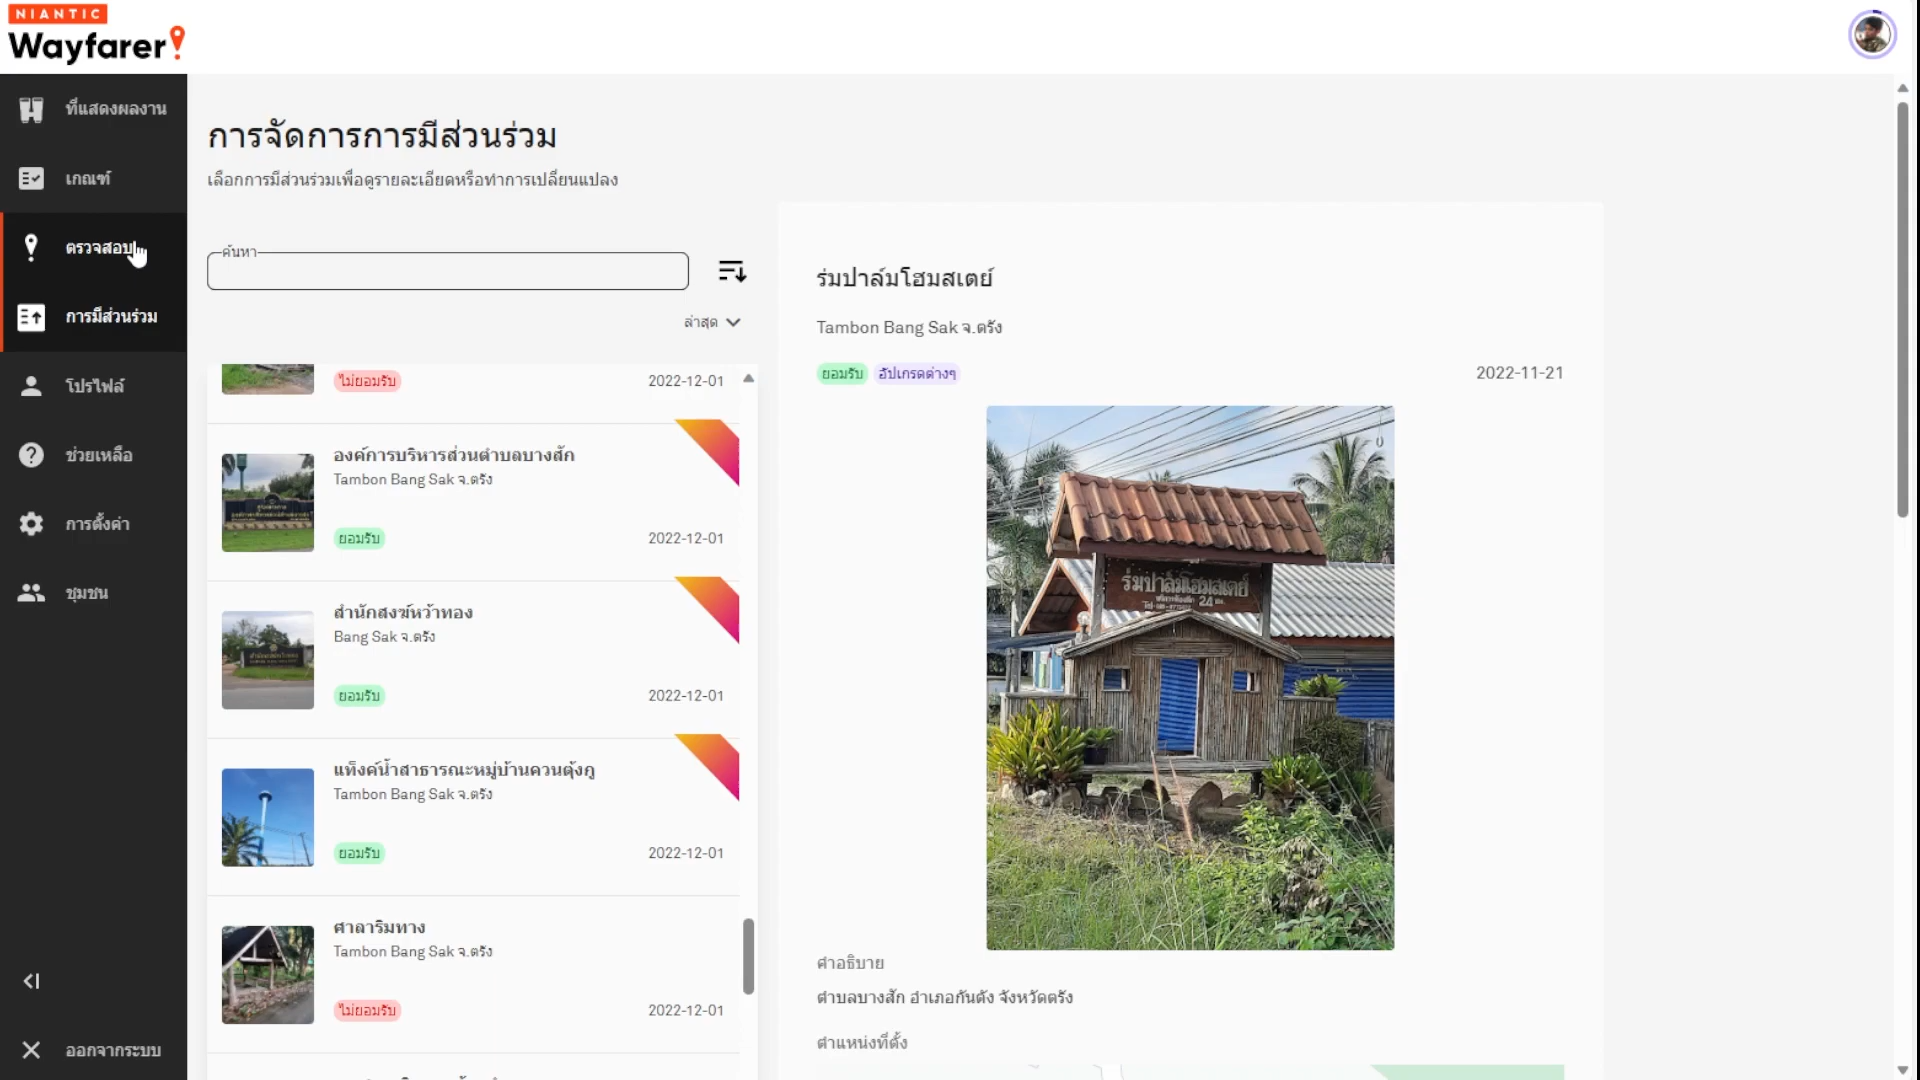 NIANTIC
Wayfarer
ที่แสดงผลงาน
เกณฑ์
ตรวจสอบ
การมีส่วนร่วม
โปรไฟล์
ช่วยเหลือ
การตั้งค่า
ชุมชน
ออกจากระบบ
การจัดการการมีส่วนร่วม
เลือกการมีส่วนร่วมเพื่อดูรายละเอียดหรือทำการเปลี่ยนแปลง
ค้นหา
ล่าสุด
ไม่ยอมรับ 2022-12-01
องค์การบริหารส่วนตำบลบางสัก
Tambon Bang Sak จ.ตรัง
ยอมรับ 2022-12-01
สำนักสงฆ์หว้าทอง
Bang Sak จ.ตรัง
ยอมรับ 2022-12-01
แท็งค์น้ำสาธารณะหมู่บ้านควนตุ้งกู
Tambon Bang Sak จ.ตรัง
ยอมรับ 2022-12-01
ศาลาริมทาง
Tambon Bang Sak จ.ตรัง
ไม่ยอมรับ 2022-12-01
ร่มปาล์มโฮมสเตย์
Tambon Bang Sak จ.ตรัง
ยอมรับ อัปเกรดต่างๆ 2022-11-21
ร่มปาล์มโฮมสเตย์
คำอธิบาย
ตำบลบางสัก อำเภอกันตัง จังหวัดตรัง
ตำแหน่งที่ตั้ง